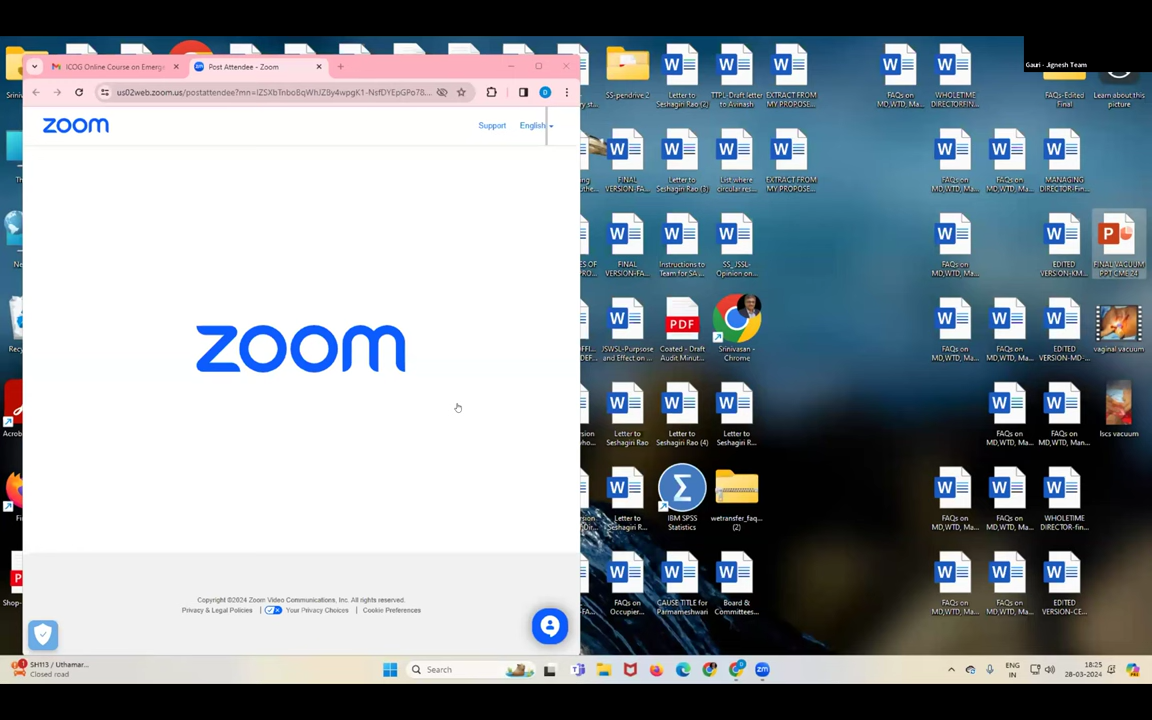 Gauri - Jignesh Team
ICOG Online Course on Emerg
Post Attendee - Zoom
us02web.zoom.us/postattendee?mn=
zoom
Support
English
zoom
Copyright ©2024 Zoom Video Communications, Inc. All rights reserved.
Privacy & Legal Policies
Your Privacy Choices
Cookie Preferences
SS-pendrive 2
Letter to
Seshagiri Rao (2)
TTPL-Draft letter
to Avinash
EXTRACT FROM
MY PROPOSE...
FAQs on
MD,WTD, Ma...
WHOLETIME
DIRECTORFIN...
FAQs-Edited
Final
Learn about this
picture
FINAL
VERSION-FA...
Letter to
Seshagiri Rao (3)
List where
circular.res...
EXTRACT FROM
MY PROPOSE...
FAQs on
MD,WTD, Ma...
FAQs on
MD,WTD, Ma...
MANAGING
DIRECTOR-Fin...
FINAL
VERSION-FA...
Instructions to
Team for SA ...
SS_JSSL-
Opinion on...
FAQs on
MD,WTD, Ma...
EDITED
VERSION-KM...
FINAL VACUUM
PPT CME 24
JSWSL-Purpsose
and Effect on ...
PDF
Coated - Draft
Audit Minut...
Srinivasan -
Chrome
FAQs on
MD,WTD, Ma...
FAQs on
MD,WTD, Ma...
EDITED
VERSION-MD-...
vaginal vacuum
Letter to
Seshagiri Rao
Letter to
Seshagiri Rao (4)
Letter to
Seshagiri R...
FAQs on
MD,WTD, Man...
FAQs on
MD,WTD, Man...
lscs vacuum
Letter to
Seshagiri R...
IBM SPSS
Statistics
wetransfer_faq...
(2)
FAQs on
MD,WTD, Ma...
FAQs on
MD,WTD, Ma...
WHOLETIME
DIRECTOR-fin...
FAQs on
Occupier...
CAUSE TITLE for
Parmameshwari
Board &
Committees...
FAQs on
MD,WTD, Ma...
FAQs on
MD,WTD, Ma...
EDITED
VERSION-CE...
SH113 / Uthamar...
Closed road
Search
ENG
IN
18:25
28-03-2024